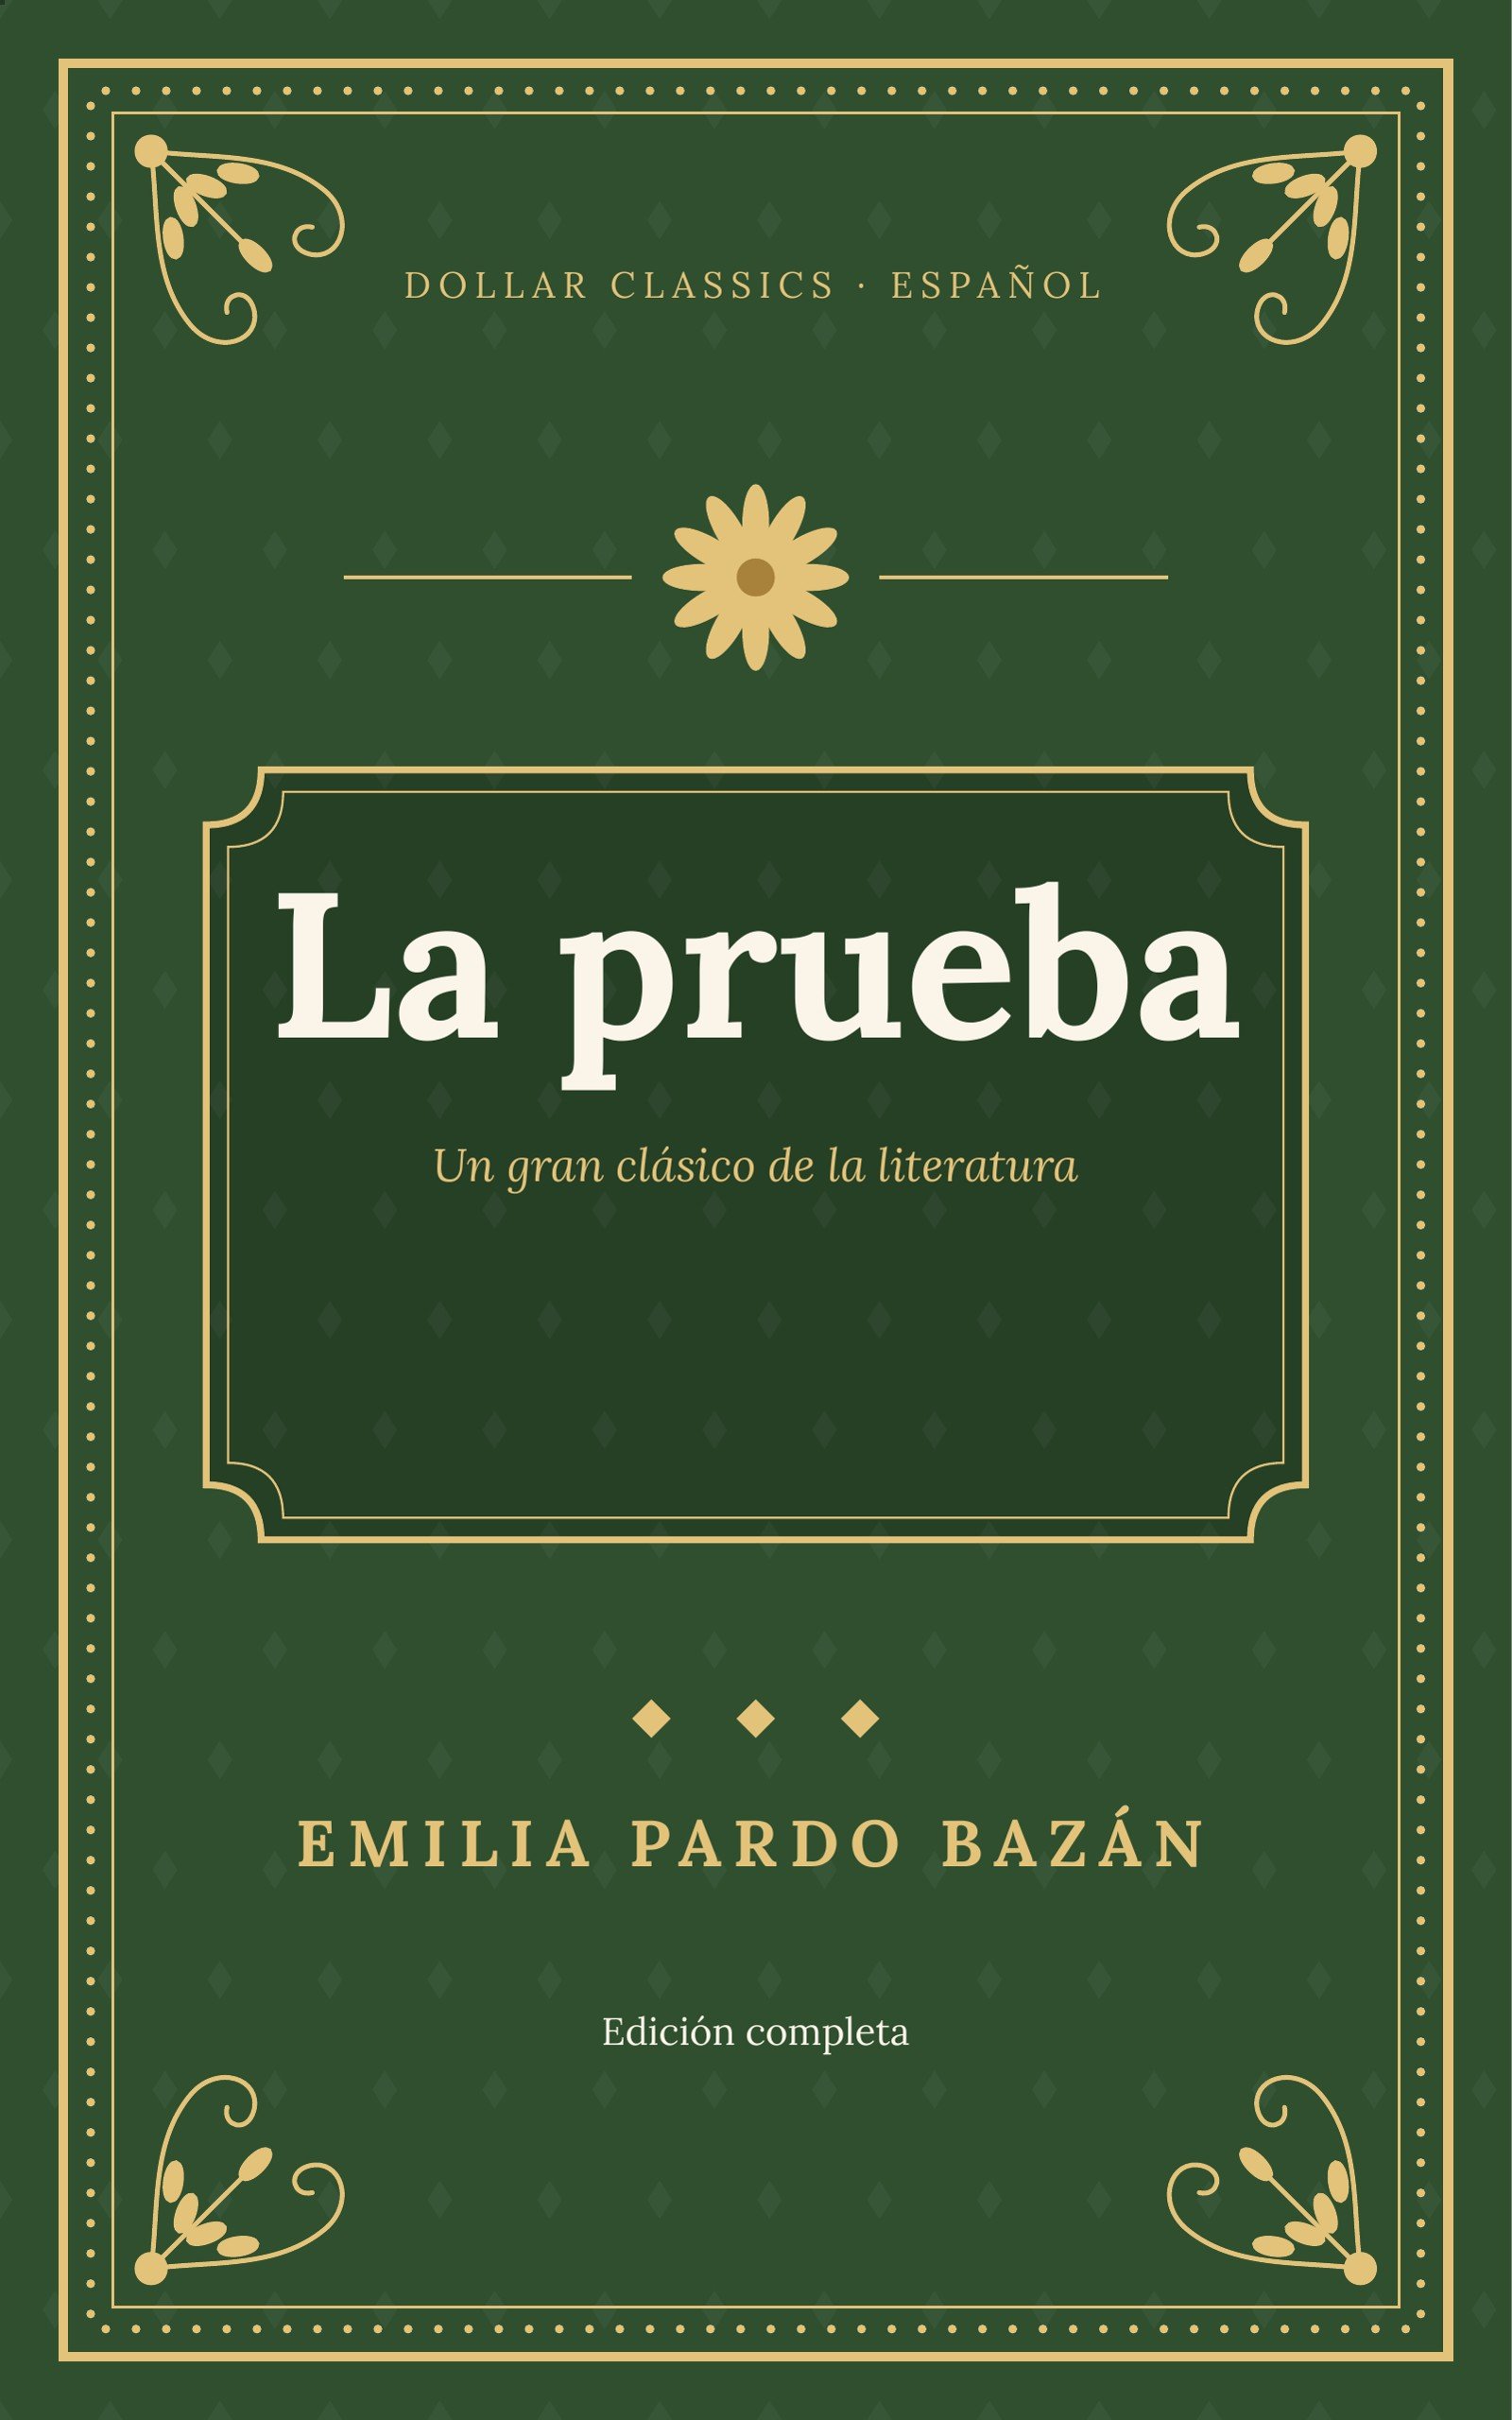 DOLLAR CLASSICS · ESPAÑOL
La prueba
Un gran clásico de la literatura
EMILIA PARDO BAZÁN
Edición completa